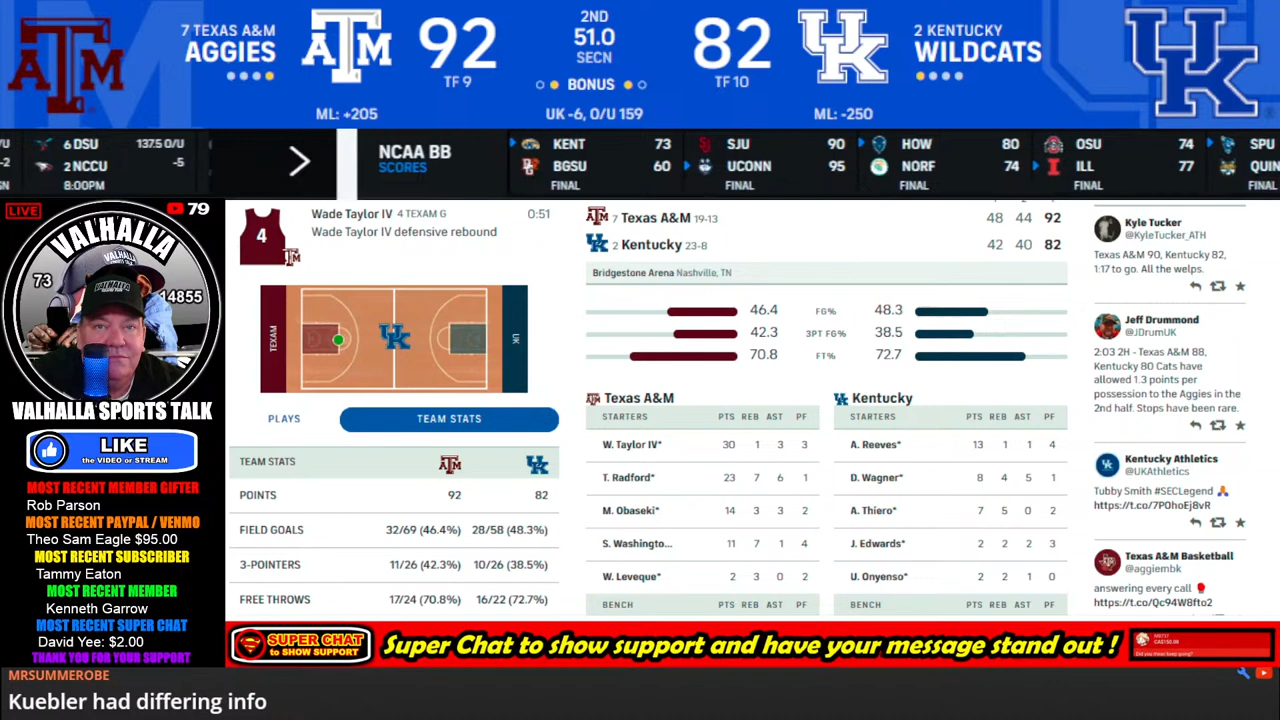 7 TEXAS A&M
AGGIES
92
TF 9
ML: +205
2ND
51.0
SECN
BONUS
UK -6, O/U 159
82
TF 10
ML: -250
2 KENTUCKY
WILDCATS
6 DSU 137.5 O/U
2 NCCU -5
8:00PM
NCAA BB
SCORES
KENT 73
BGSU 60
FINAL
SJU 90
UCONN 95
FINAL
HOW 80
NORF 74
FINAL
OSU 74
ILL 77
FINAL
SPU
QUIN
LIVE
79
VALHALLA
VALHALLA
73
14855
VALHALLA SPORTS TALK
LIKE
the VIDEO or STREAM
MOST RECENT MEMBER GIFTER
Rob Parson
MOST RECENT PAYPAL / VENMO
Theo Sam Eagle $95.00
MOST RECENT SUBSCRIBER
Tammy Eaton
MOST RECENT MEMBER
Kenneth Garrow
MOST RECENT SUPER CHAT
David Yee: $2.00
THANK YOU FOR YOUR SUPPORT
4
Wade Taylor IV 4 TEXAM G 0:51
Wade Taylor IV defensive rebound
TEXAM
UK
PLAYS
TEAM STATS
TEAM STATS
POINTS 92 82
FIELD GOALS 32/69 (46.4%) 28/58 (48.3%)
3-POINTERS 11/26 (42.3%) 10/26 (38.5%)
FREE THROWS 17/24 (70.8%) 16/22 (72.7%)
7 Texas A&M 19-13 48 44 92
2 Kentucky 23-8 42 40 82
Bridgestone Arena Nashville, TN
46.4 FG% 48.3
42.3 3PT FG% 38.5
70.8 FT% 72.7
Texas A&M
STARTERS PTS REB AST PF
W. Taylor IV* 30 1 3 3
T. Radford* 23 7 6 1
M. Obaseki* 14 3 3 2
S. Washingto... 11 7 1 4
W. Leveque* 2 3 0 2
BENCH PTS REB AST PF
Kentucky
STARTERS PTS REB AST PF
A. Reeves* 13 1 1 4
D. Wagner* 8 4 5 1
A. Thiero* 7 5 0 2
J. Edwards* 2 2 2 3
U. Onyenso* 2 2 1 0
BENCH PTS REB AST PF
Kyle Tucker
@KyleTucker_ATH
Texas A&M 90, Kentucky 82,
1:17 to go. All the welps.
Jeff Drummond
@JDrumUK
2:03 2H - Texas A&M 88,
Kentucky 80 Cats have
allowed 1.3 points per
possession to the Aggies in the
2nd half. Stops have been rare.
Kentucky Athletics
@UKAthletics
Tubby Smith #SECLegend 🙏
https://t.co/7P0hoEj8vR
Texas A&M Basketball
@aggiembk
answering every call
https://t.co/Qc94W8fto2
SUPER CHAT
to SHOW SUPPORT
Super Chat to show support and have your message stand out !
MRSUMMEROBE
Kuebler had differing info